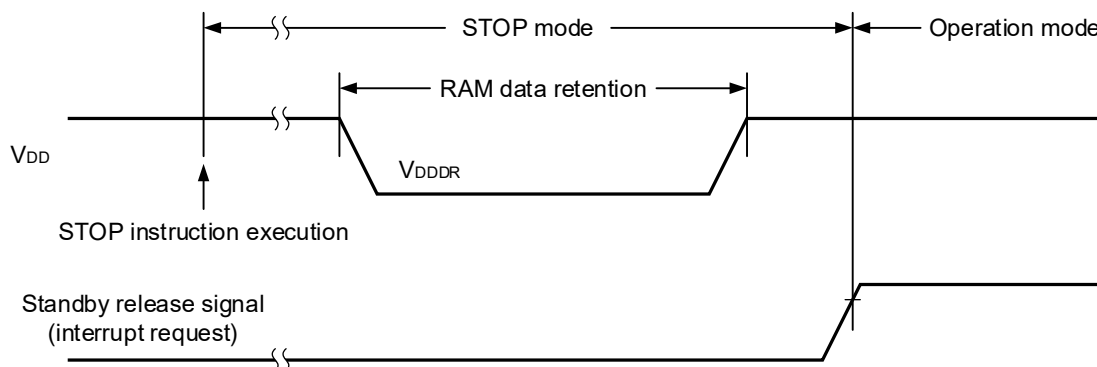 STOP mode
Operation mode
RAM data retention
VDD
VDDDR
STOP instruction execution
Standby release signal
(interrupt request)